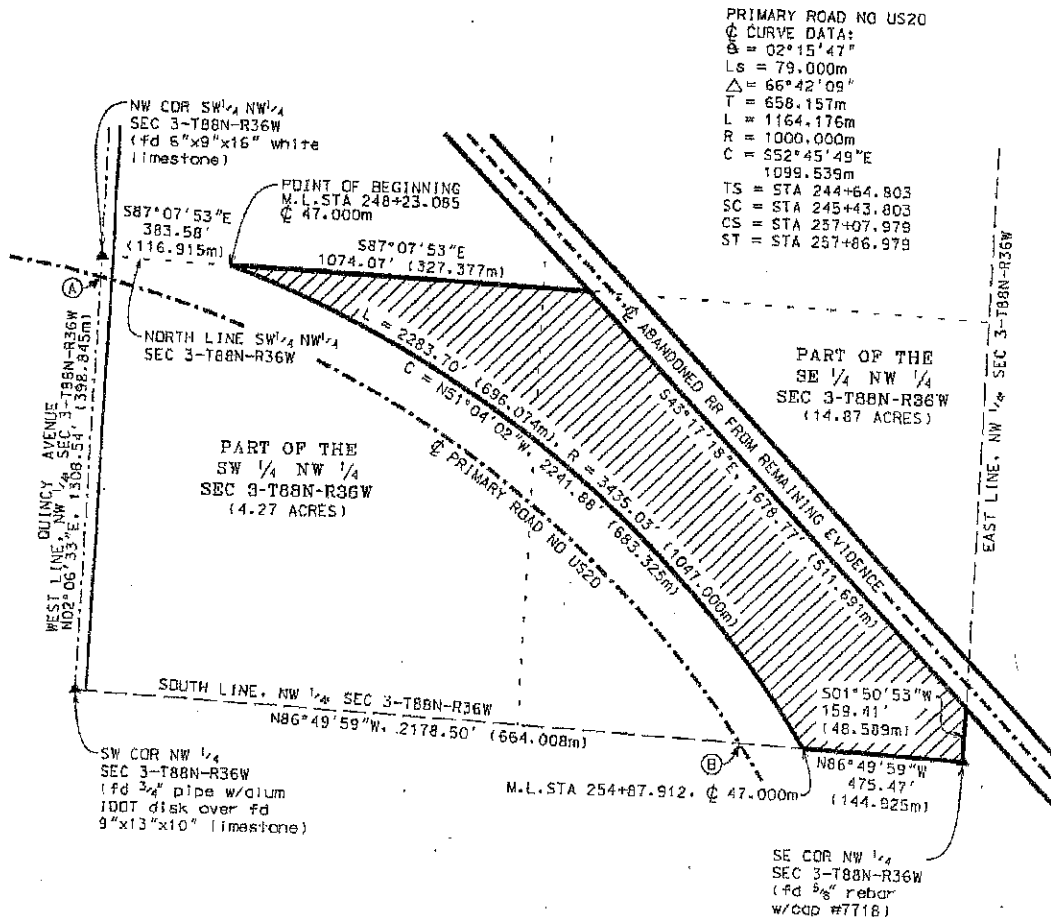 PRIMARY ROAD NO US20
℄ CURVE DATA:
θ = 02°15'47"
Ls = 79.000m
△ = 66°42'09"
T = 658.157m
L = 1164.176m
R = 1000.000m
C = S52°45'49"E
1099.539m
TS = STA 244+64.803
SC = STA 245+43.803
CS = STA 257+07.979
ST = STA 257+86.979
NW COR SW¹/₄ NW¹/₄
SEC 3-T88N-R36W
(fd 6"x9"x16" white
limestone)
POINT OF BEGINNING
M.L.STA 248+23.085
℄ 47.000m
S87°07'53"E
383.58'
(116.915m)
S87°07'53"E
1074.07' (327.377m)
A
NORTH LINE SW¹/₄ NW¹/₄
SEC 3-T88N-R36W
℄ ABANDONED RR FROM REMAINING EVIDENCE
EAST LINE, NW ¹/₄ SEC 3-T88N-R36W
PART OF THE
SE ¹/₄ NW ¹/₄
SEC 3-T88N-R36W
(14.87 ACRES)
L = 2283.70' (696.074m), R = 3435.03' (1047.000m)
C = N51°04'02"W, 2241.88' (683.325m)
S45°17'13"E, 1678.77' (511.691m)
QUINCY AVENUE
WEST LINE, NW ¹/₄ SEC 3-T88N-R36W
N02°06'33"E, 1308.54' (398.845m)
PART OF THE
SW ¹/₄ NW ¹/₄
SEC 3-T88N-R36W
(4.27 ACRES)
℄ PRIMARY ROAD NO US20
SOUTH LINE, NW ¹/₄ SEC 3-T88N-R36W
N86°49'59"W, 2178.50' (664.008m)
S01°50'53"W
159.41'
(48.589m)
SW COR NW ¹/₄
SEC 3-T88N-R36W
(fd ³/₄" pipe w/alum
IDOT disk over fd
9"x13"x10" limestone)
B
M.L.STA 254+87.912, ℄ 47.000m
N86°49'59"W
475.47'
(144.925m)
SE COR NW ¹/₄
SEC 3-T88N-R36W
(fd ⁵/₈" rebar
w/cap #7718)